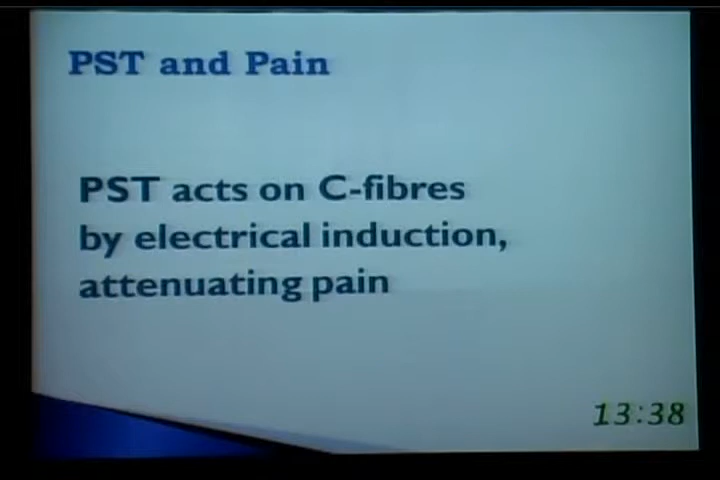 PST and Pain
PST acts on C-fibres
by electrical induction,
attenuating pain
13:38